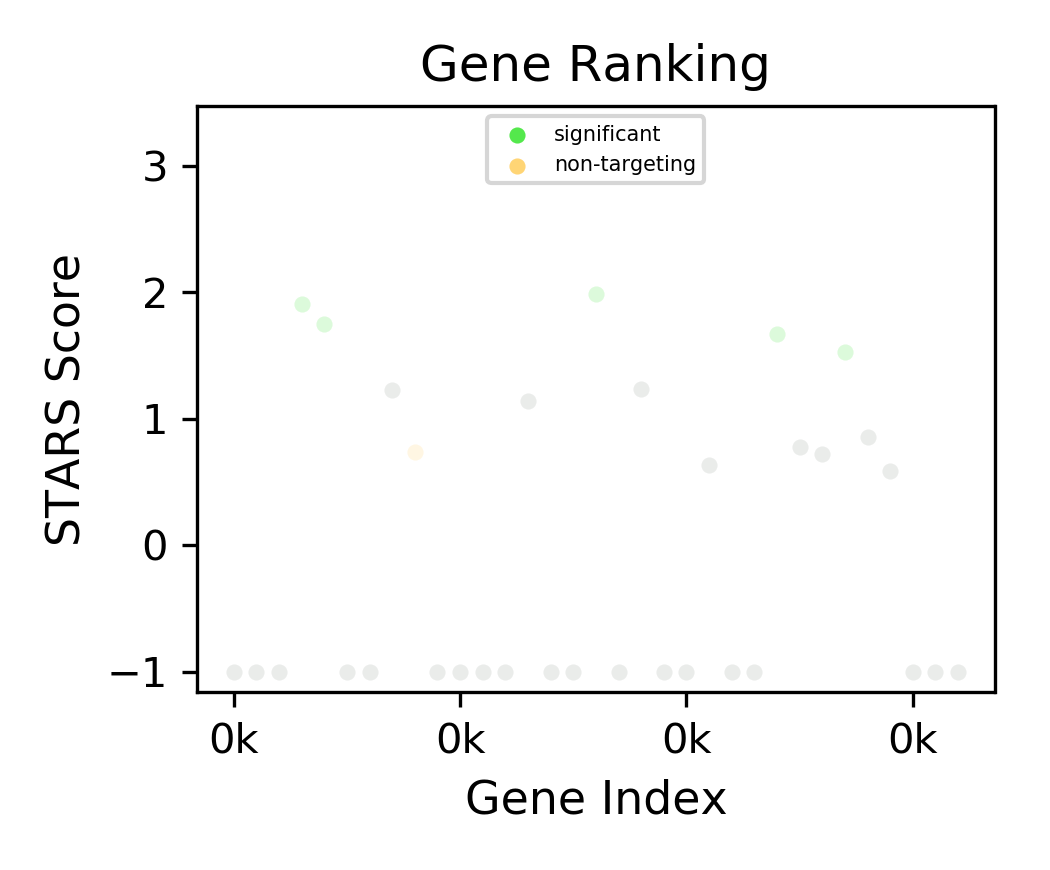 Gene Ranking
significant
non-targeting
3
2
1
0
−1
STARS Score
0k 0k 0k 0k
Gene Index